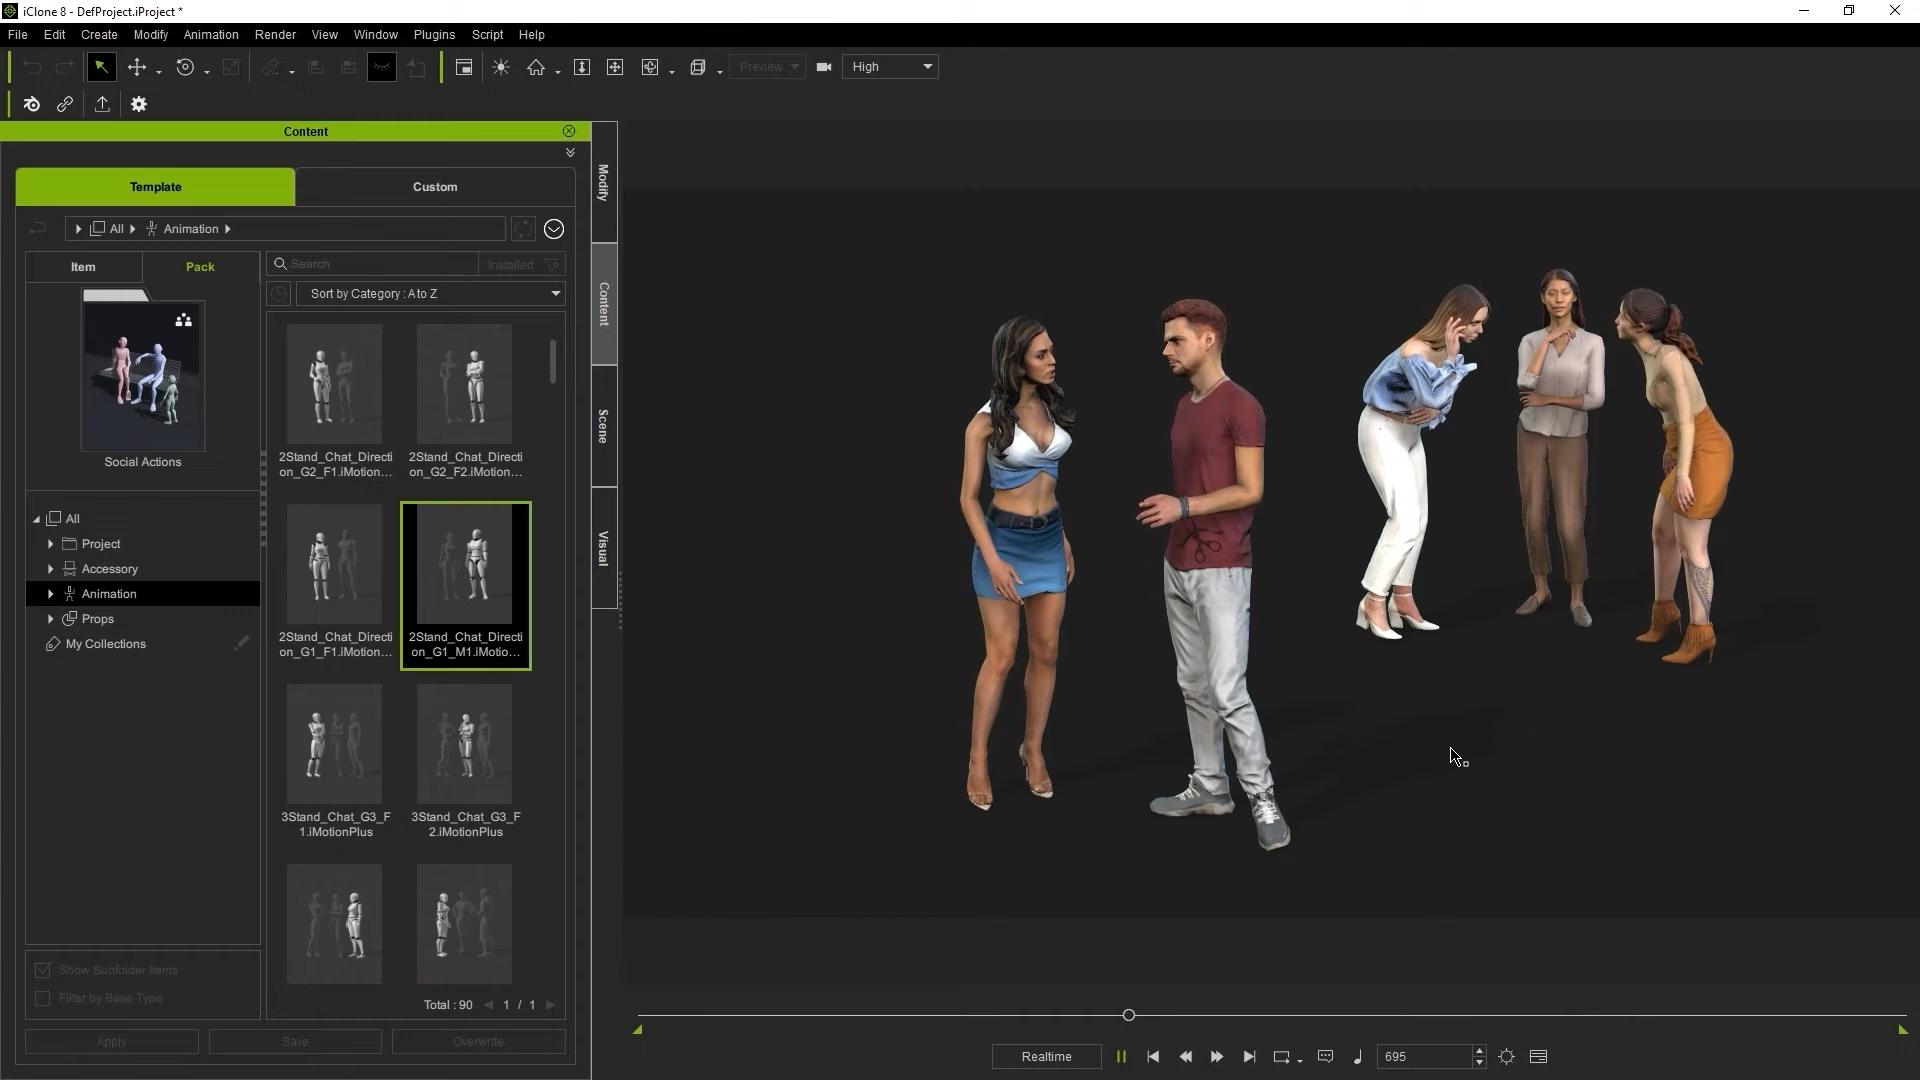 iClone 8 - DefProject.iProject *
File Edit Create Modify Animation Render View Window Plugins Script Help
Preview High
Content
Template Custom
All Animation
Item Pack
Search Installed
Sort by Category : A to Z
Social Actions
2Stand_Chat_Directi
on_G2_F1.iMotion...
2Stand_Chat_Directi
on_G2_F2.iMotion...
2Stand_Chat_Directi
on_G1_F1.iMotion...
2Stand_Chat_Directi
on_G1_M1.iMotio...
3Stand_Chat_G3_F
1.iMotionPlus
3Stand_Chat_G3_F
2.iMotionPlus
All
Project
Accessory
Animation
Props
My Collections
Show Subfolder Items
Filter by Base Type
Total : 90 1 / 1
Apply Save Overwrite
Modify
Content
Scene
Visual
Realtime 695